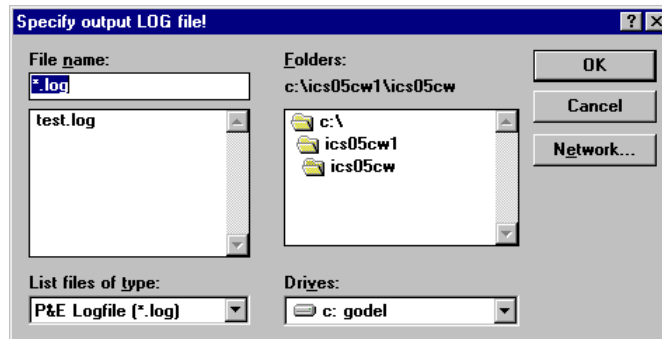 Specify output LOG file!
File name:
*.log
test.log
List files of type:
P&E Logfile (*.log)
Folders:
c:\ics05cw1\ics05cw
c:\
ics05cw1
ics05cw
Drives:
c: godel
OK
Cancel
Network...